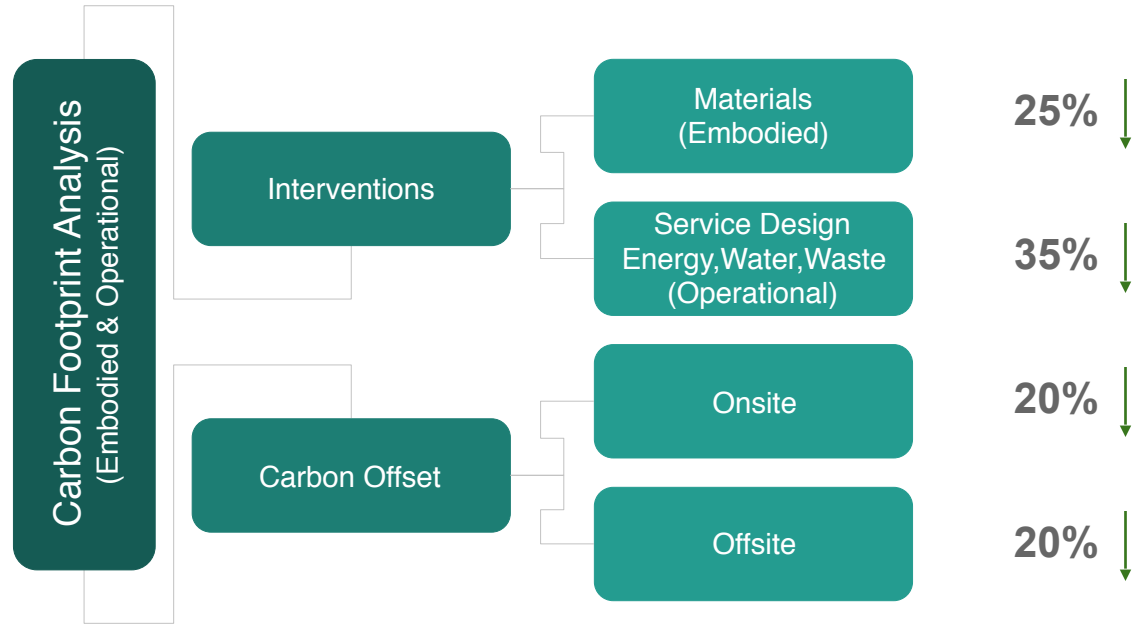 Carbon Footprint Analysis
(Embodied & Operational)
Interventions
Materials
(Embodied)
25%
Service Design
Energy,Water,Waste
(Operational)
35%
Carbon Offset
Onsite
20%
Offsite
20%